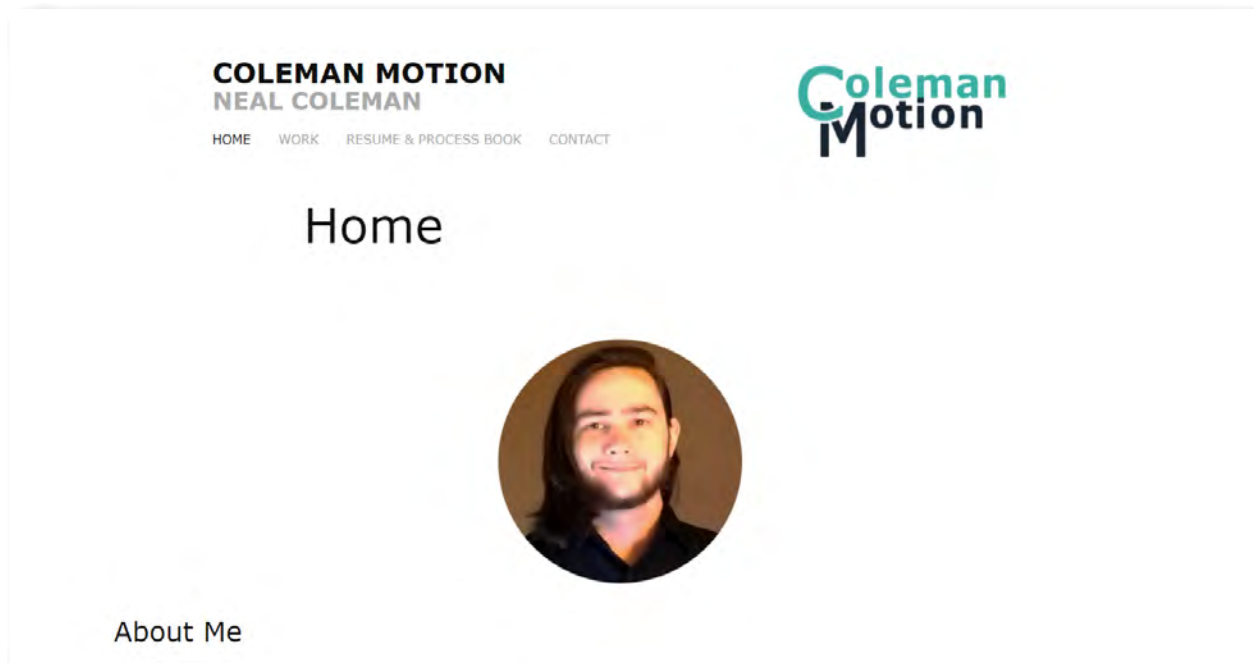 COLEMAN MOTION
NEAL COLEMAN
HOME WORK RESUME & PROCESS BOOK CONTACT
Coleman
Motion
Home
About Me